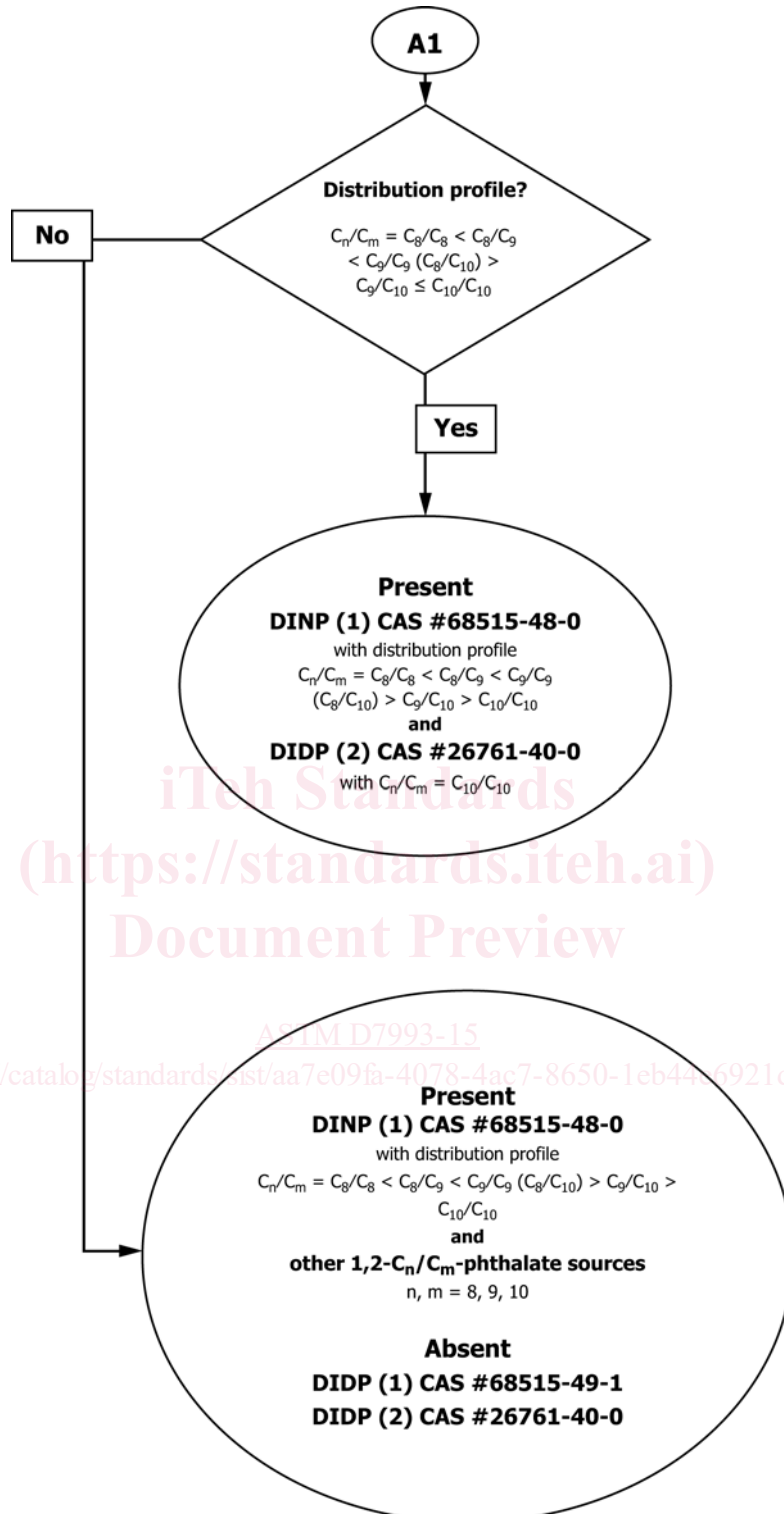 A1
Distribution profile?
Cₙ/Cₘ = C₈/C₈ < C₈/C₉
< C₉/C₉ (C₈/C₁₀) >
C₉/C₁₀ ≤ C₁₀/C₁₀
No
Yes
Present
DINP (1) CAS #68515-48-0
with distribution profile
Cₙ/Cₘ = C₈/C₈ < C₈/C₉ < C₉/C₉
(C₈/C₁₀) > C₉/C₁₀ > C₁₀/C₁₀
and
DIDP (2) CAS #26761-40-0
with Cₙ/Cₘ = C₁₀/C₁₀
iTeh Standards
(https://standards.iteh.ai)
Document Preview
ASTM D7993-15
/catalog/standards/sist/aa7e09fa-4078-4ac7-8650-1eb44c6921
Present
DINP (1) CAS #68515-48-0
with distribution profile
Cₙ/Cₘ = C₈/C₈ < C₈/C₉ < C₉/C₉ (C₈/C₁₀) > C₉/C₁₀ >
C₁₀/C₁₀
and
other 1,2-Cₙ/Cₘ-phthalate sources
n, m = 8, 9, 10
Absent
DIDP (1) CAS #68515-49-1
DIDP (2) CAS #26761-40-0